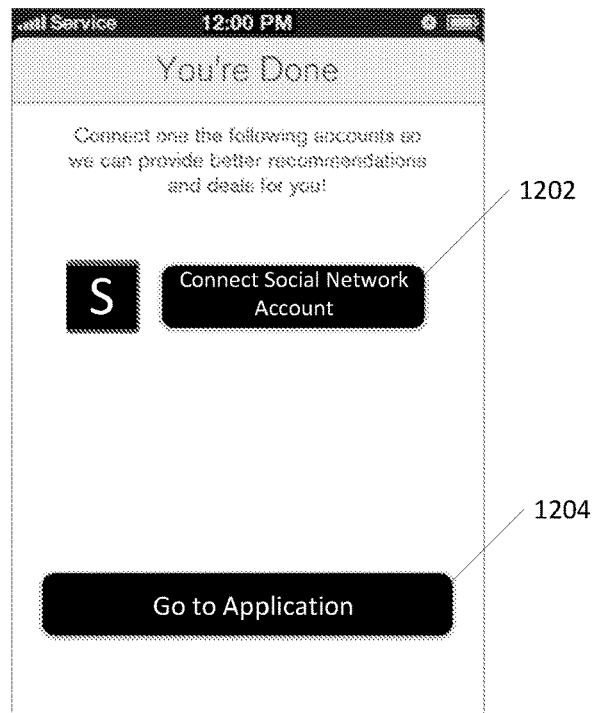 Service 12:00 PM
You're Done
Connect one the following accounts so
we can provide better recommendations
and deals for you!
1202
S
Connect Social Network
Account
1204
Go to Application